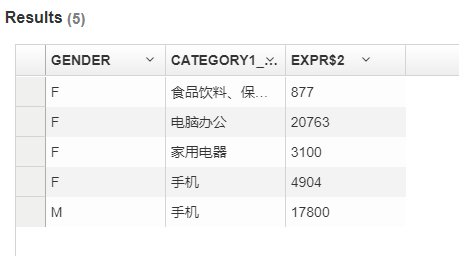 Results (5)
GENDER CATEGORY1_... EXPR$2
F 食品饮料、保... 877
F 电脑办公 20763
F 家用电器 3100
F 手机 4904
M 手机 17800